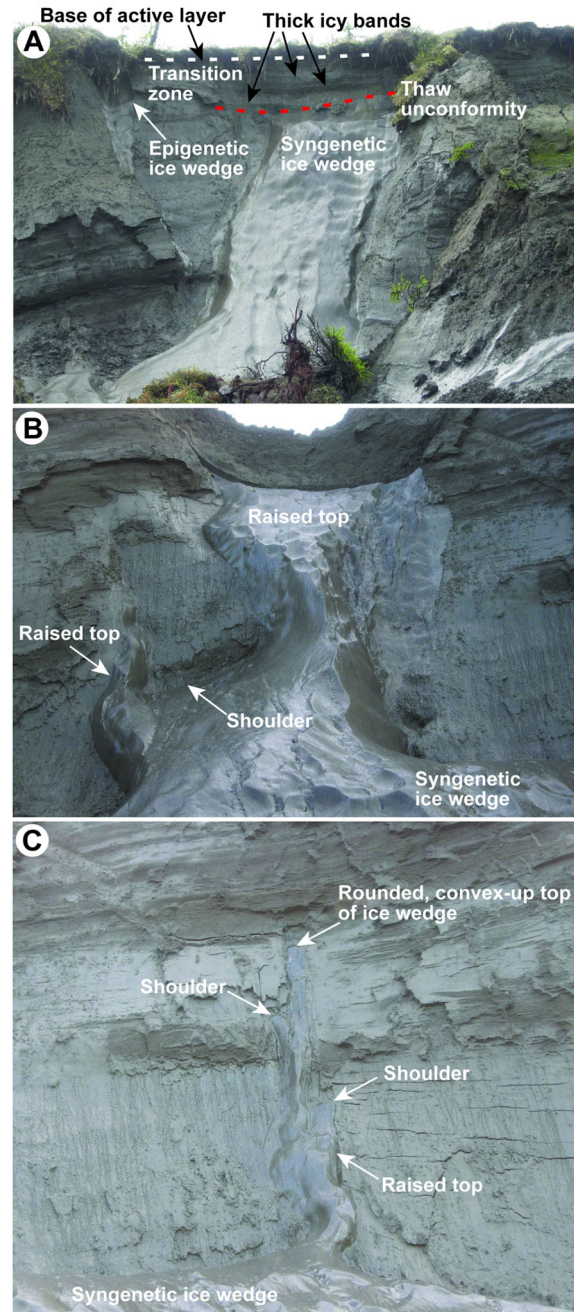 A
Base of active layer
Thick icy bands
Transition
zone
Thaw
unconformity
Epigenetic
ice wedge
Syngenetic
ice wedge
B
Raised top
Raised top
Shoulder
Syngenetic
ice wedge
C
Rounded, convex-up top
of ice wedge
Shoulder
Shoulder
Raised top
Syngenetic ice wedge